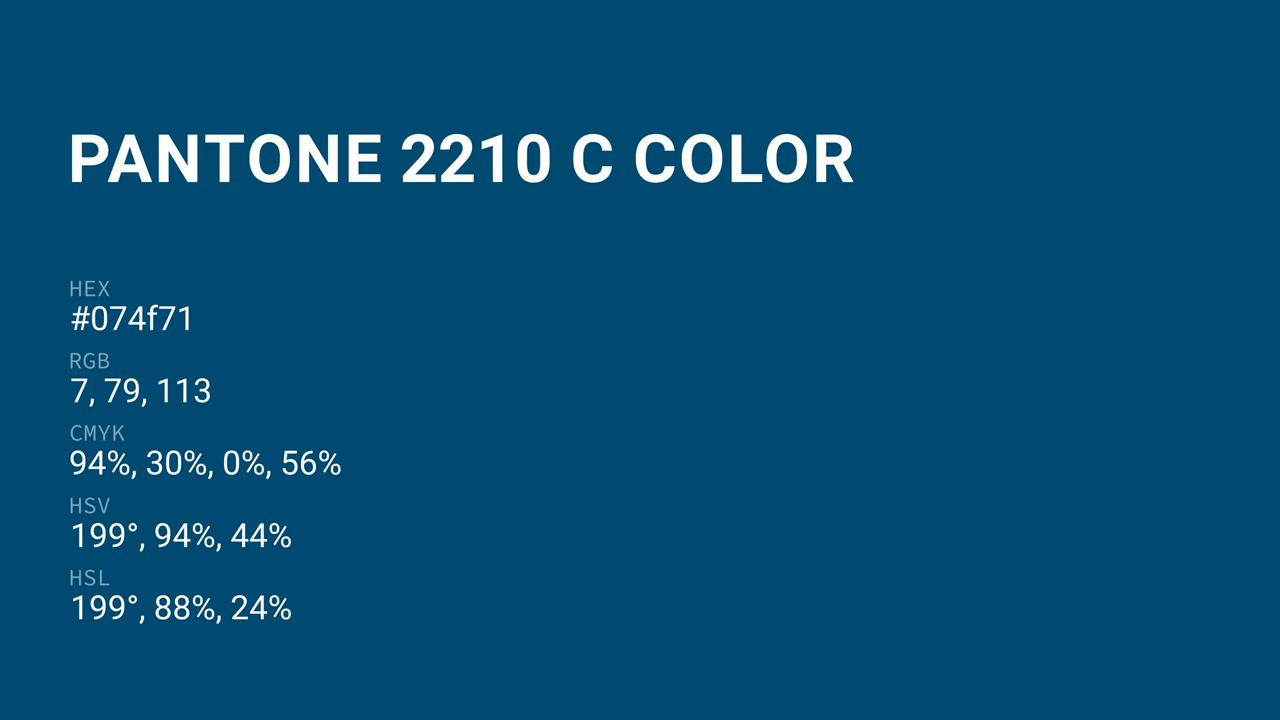 PANTONE 2210 C COLOR
HEX
#074f71
RGB
7, 79, 113
CMYK
94%, 30%, 0%, 56%
HSV
199°, 94%, 44%
HSL
199°, 88%, 24%